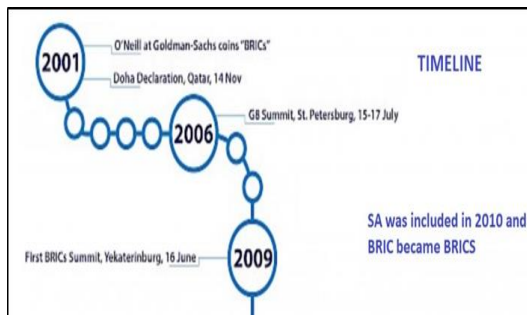 O'Neill at Goldman-Sachs coins "BRICs"
2001
TIMELINE
Doha Declaration, Qatar, 14 Nov
G8 Summit, St. Petersburg, 15-17 July
2006
SA was included in 2010 and
BRIC became BRICS
First BRICs Summit, Yekaterinburg, 16 June
2009